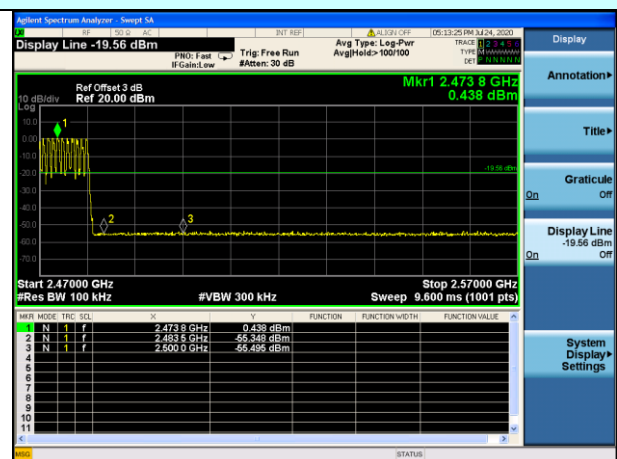 Agilent Spectrum Analyzer - Swept SA
RF 50 Ω AC INT REF ALIGN OFF 05:13:25 PM Jul 24, 2020
Display Line -19.56 dBm
PNO: Fast
IFGain:Low
Trig: Free Run
#Atten: 30 dB
Avg Type: Log-Pwr
Avg|Hold:> 100/100
TRACE 1 2 3 4 5 6
TYPE
DET P N N N N N
Ref Offset 3 dB
Ref 20.00 dBm
10 dB/div
Log
Mkr1 2.473 8 GHz
0.438 dBm
10.0
0.00
-10.0
-20.0
-30.0
-40.0
-50.0
-60.0
-70.0
1
2
3
-19.56 dBm
Start 2.47000 GHz
#Res BW 100 kHz
#VBW 300 kHz
Stop 2.57000 GHz
Sweep 9.600 ms (1001 pts)
MKR MODE TRC SCL X Y FUNCTION FUNCTION WIDTH FUNCTION VALUE
1 N 1 f 2.473 8 GHz 0.438 dBm
2 N 1 f 2.483 5 GHz -55.348 dBm
3 N 1 f 2.500 0 GHz -55.495 dBm
4
5
6
7
8
9
10
11
MSG STATUS
Display
Annotation
Title
Graticule
On Off
Display Line
-19.56 dBm
On Off
System
Display
Settings